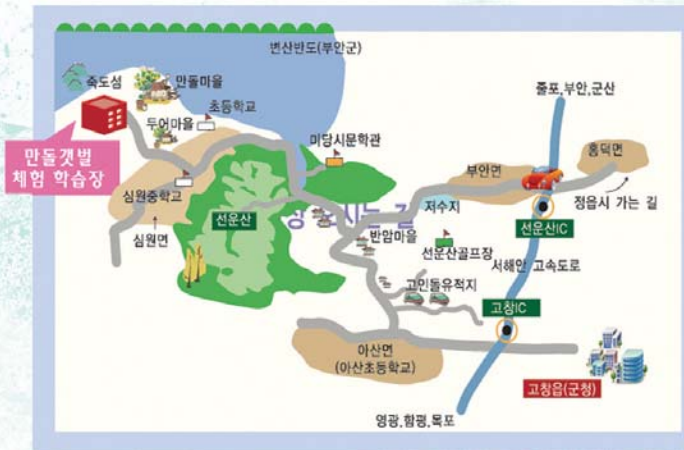 변산반도(부안군)
죽도섬
만돌마을
줄포,부안,군산
초등학교
두어마을
미당시문학관
홍덕면
만돌갯벌
체험 학습장
부안면
심원중학교
저수지
정읍시 가는 길
선운산
반암마을
선운산IC
심원면
선운산골프장
서해안 고속도로
고인돌유적지
고창IC
아산면
(아산초등학교)
고창읍(군청)
영광,함평,목포